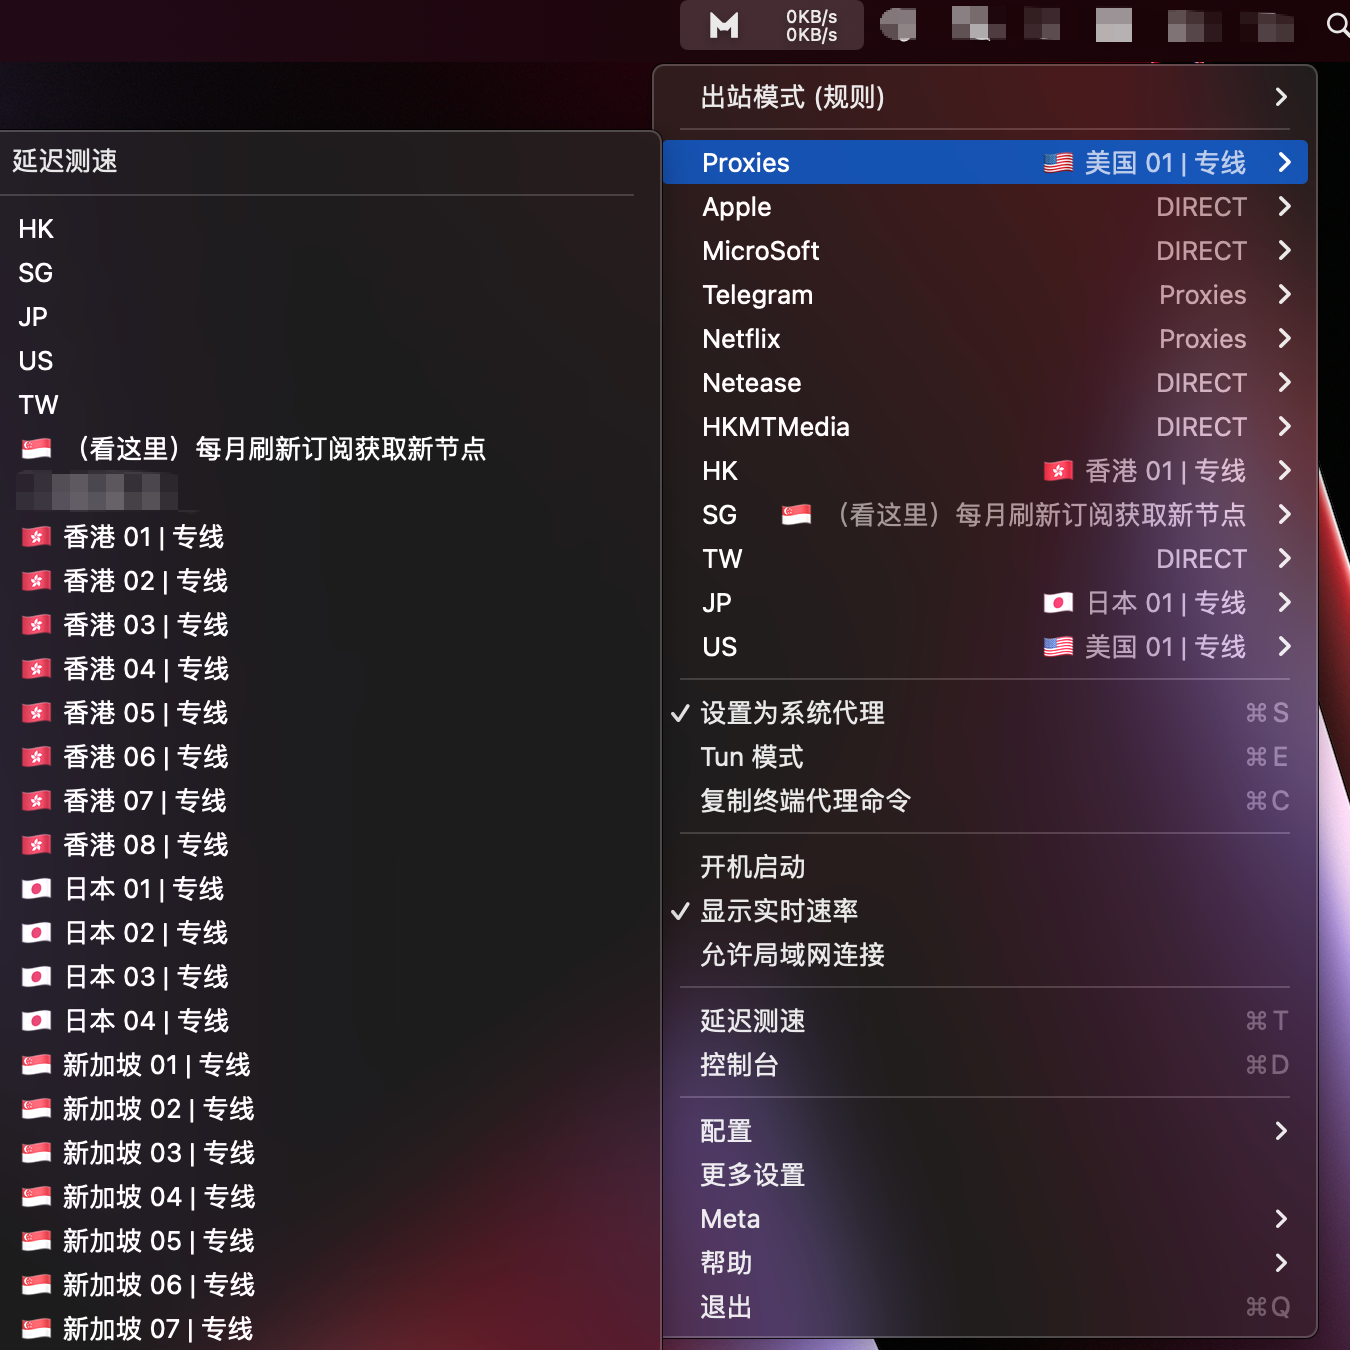 0KB/s
0KB/s
出站模式 (规则)
Proxies 美国 01 | 专线
Apple DIRECT
MicroSoft DIRECT
Telegram Proxies
Netflix Proxies
Netease DIRECT
HKMTMedia DIRECT
HK 香港 01 | 专线
SG （看这里）每月刷新订阅获取新节点
TW DIRECT
JP 日本 01 | 专线
US 美国 01 | 专线
✓ 设置为系统代理 ⌘S
Tun 模式 ⌘E
复制终端代理命令 ⌘C
开机启动
✓ 显示实时速率
允许局域网连接
延迟测速 ⌘T
控制台 ⌘D
配置
更多设置
Meta
帮助
退出 ⌘Q
延迟测速
HK
SG
JP
US
TW
（看这里）每月刷新订阅获取新节点
香港 01 | 专线
香港 02 | 专线
香港 03 | 专线
香港 04 | 专线
香港 05 | 专线
香港 06 | 专线
香港 07 | 专线
香港 08 | 专线
日本 01 | 专线
日本 02 | 专线
日本 03 | 专线
日本 04 | 专线
新加坡 01 | 专线
新加坡 02 | 专线
新加坡 03 | 专线
新加坡 04 | 专线
新加坡 05 | 专线
新加坡 06 | 专线
新加坡 07 | 专线